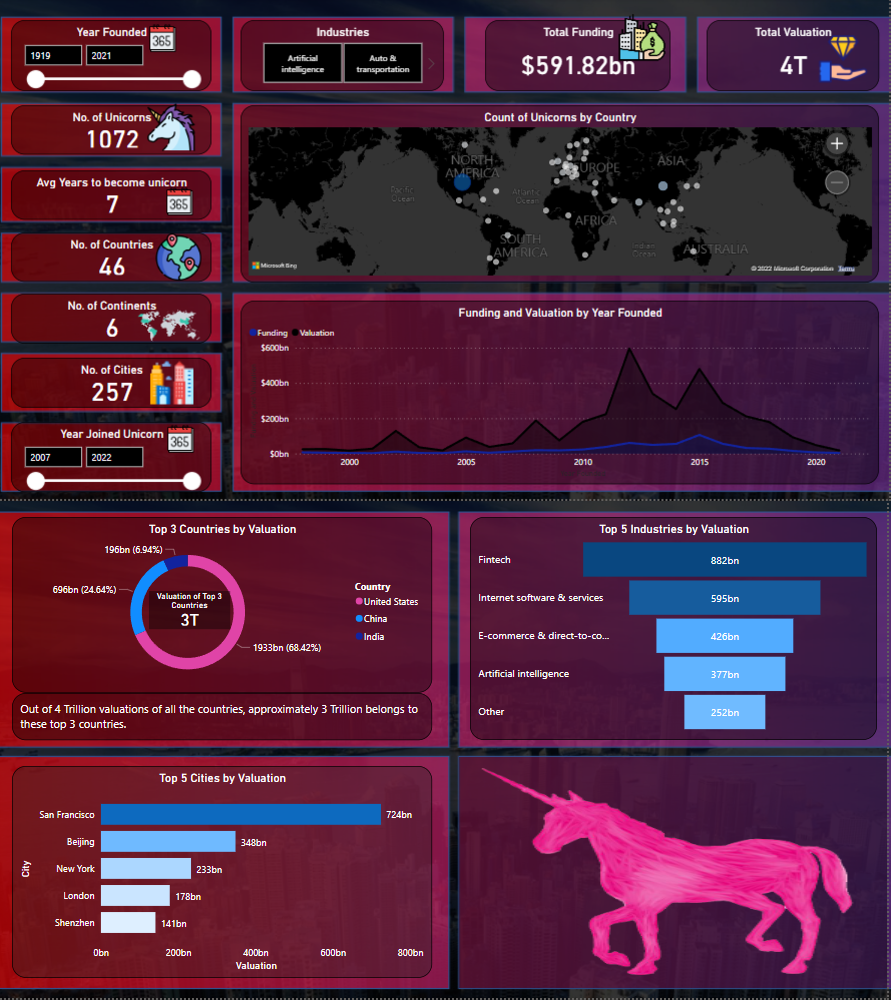 Year Founded
365
1919
2021
Industries
Artificial
intelligence
Auto &
transportation
Total Funding
$591.82bn
Total Valuation
4T
No. of Unicorns
1072
Avg Years to become unicorn
7
365
No. of Countries
46
No. of Continents
6
No. of Cities
257
Year Joined Unicorn
365
2007
2022
Count of Unicorns by Country
NORTH
AMERICA
EUROPE
ASIA
Pacific
Ocean
Atlantic
Ocean
AFRICA
SOUTH
AMERICA
Indian
Ocean
AUSTRALIA
Microsoft Bing
© 2022 Microsoft Corporation Terms
Funding and Valuation by Year Founded
Funding
Valuation
$600bn
$400bn
$200bn
$0bn
2000
2005
2010
2015
2020
Top 3 Countries by Valuation
196bn (6.94%)
696bn (24.64%)
1933bn (68.42%)
Valuation of Top 3
Countries
3T
Country
United States
China
India
Out of 4 Trillion valuations of all the countries, approximately 3 Trillion belongs to
these top 3 countries.
Top 5 Industries by Valuation
Fintech
882bn
Internet software & services
595bn
E-commerce & direct-to-co...
426bn
Artificial intelligence
377bn
Other
252bn
Top 5 Cities by Valuation
City
San Francisco
724bn
Beijing
348bn
New York
233bn
London
178bn
Shenzhen
141bn
0bn
200bn
400bn
600bn
800bn
Valuation